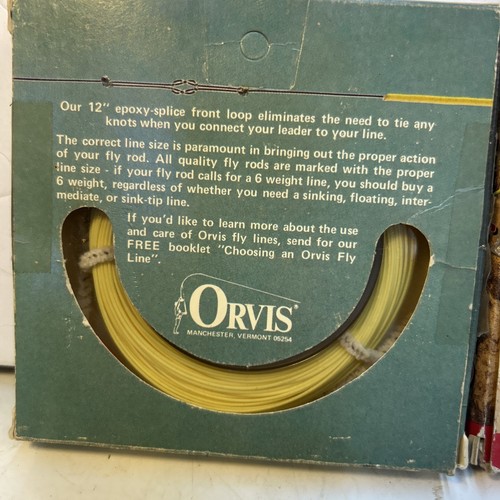 Our 12" epoxy-splice front loop eliminates the need to tie any
knots when you connect your leader to your line.
The correct line size is paramount in bringing out the proper action
of your fly rod. All quality fly rods are marked with the proper
line size - if your fly rod calls for a 6 weight line, you should buy a
6 weight, regardless of whether you need a sinking, floating, inter-
mediate, or sink-tip line.
If you'd like to learn more about the use
and care of Orvis fly lines, send for our
FREE booklet "Choosing an Orvis Fly
Line".
ORVIS®
MANCHESTER, VERMONT 05254